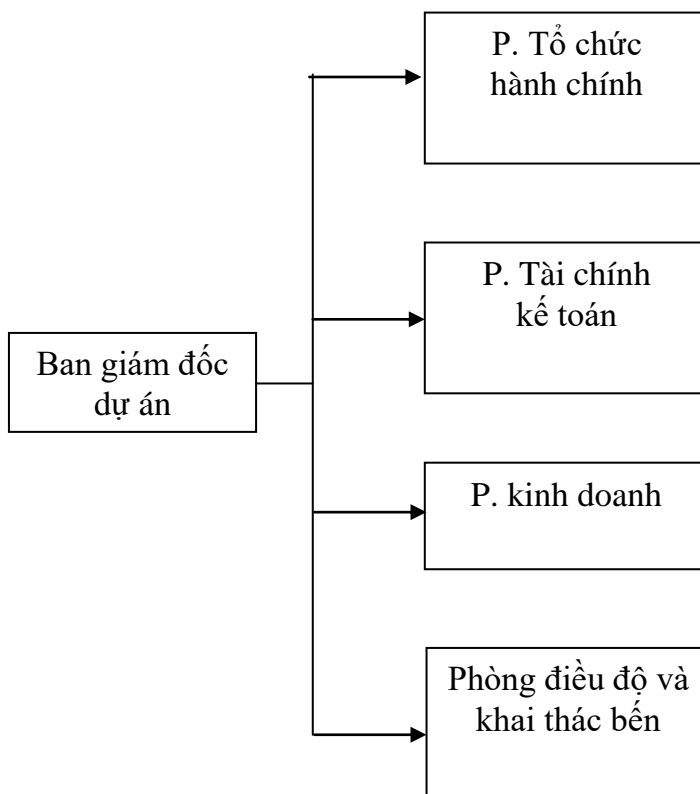 P. Tổ chức
hành chính
P. Tài chính
kế toán
Ban giám đốc
dự án
P. kinh doanh
Phòng điều độ và
khai thác bến